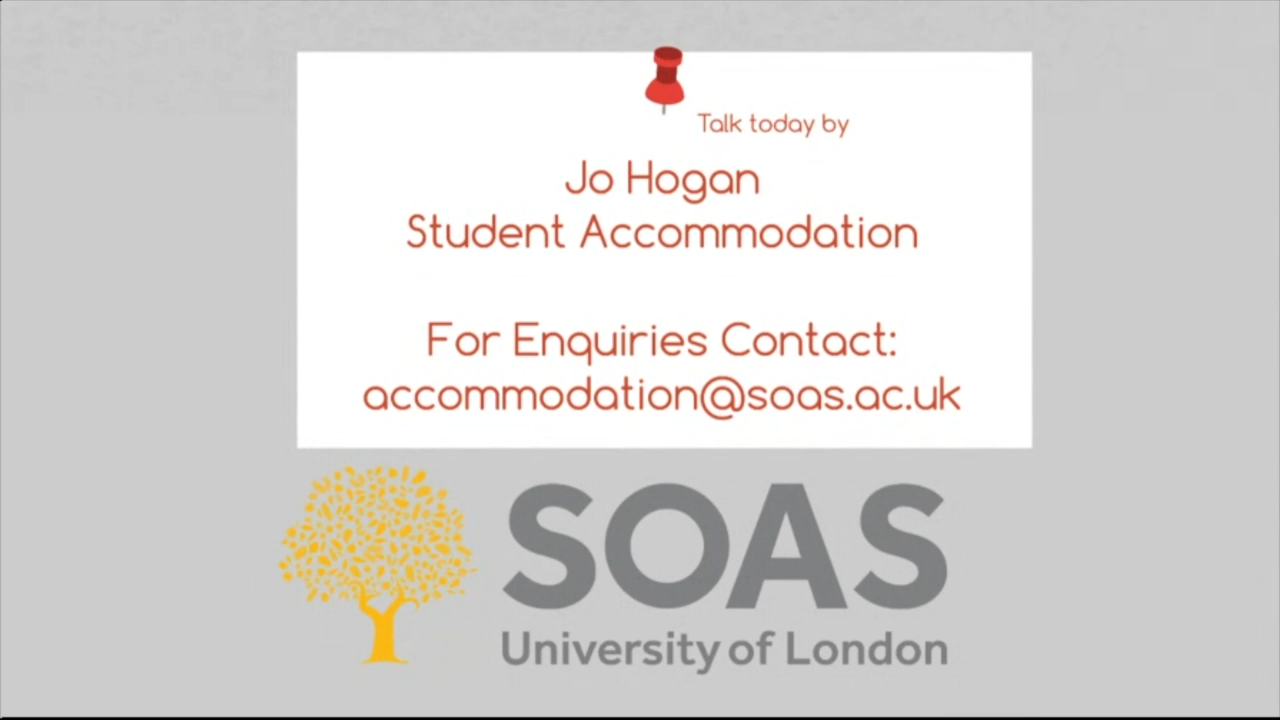 Talk today by
Jo Hogan
Student Accommodation
For Enquiries Contact:
accommodation@soas.ac.uk
SOAS
University of London